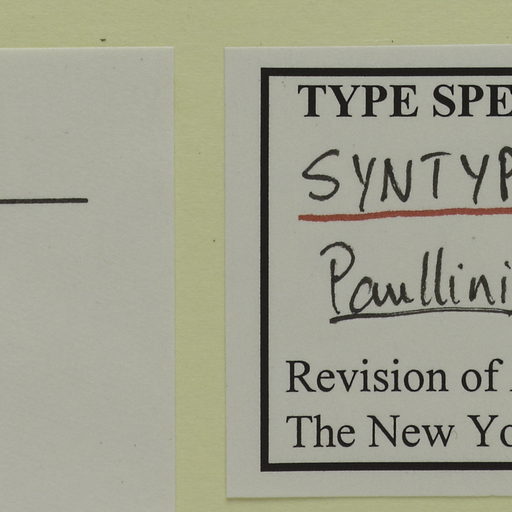 TYPE SPE
SYNTYP
Paullini
Revision of
The New Yo